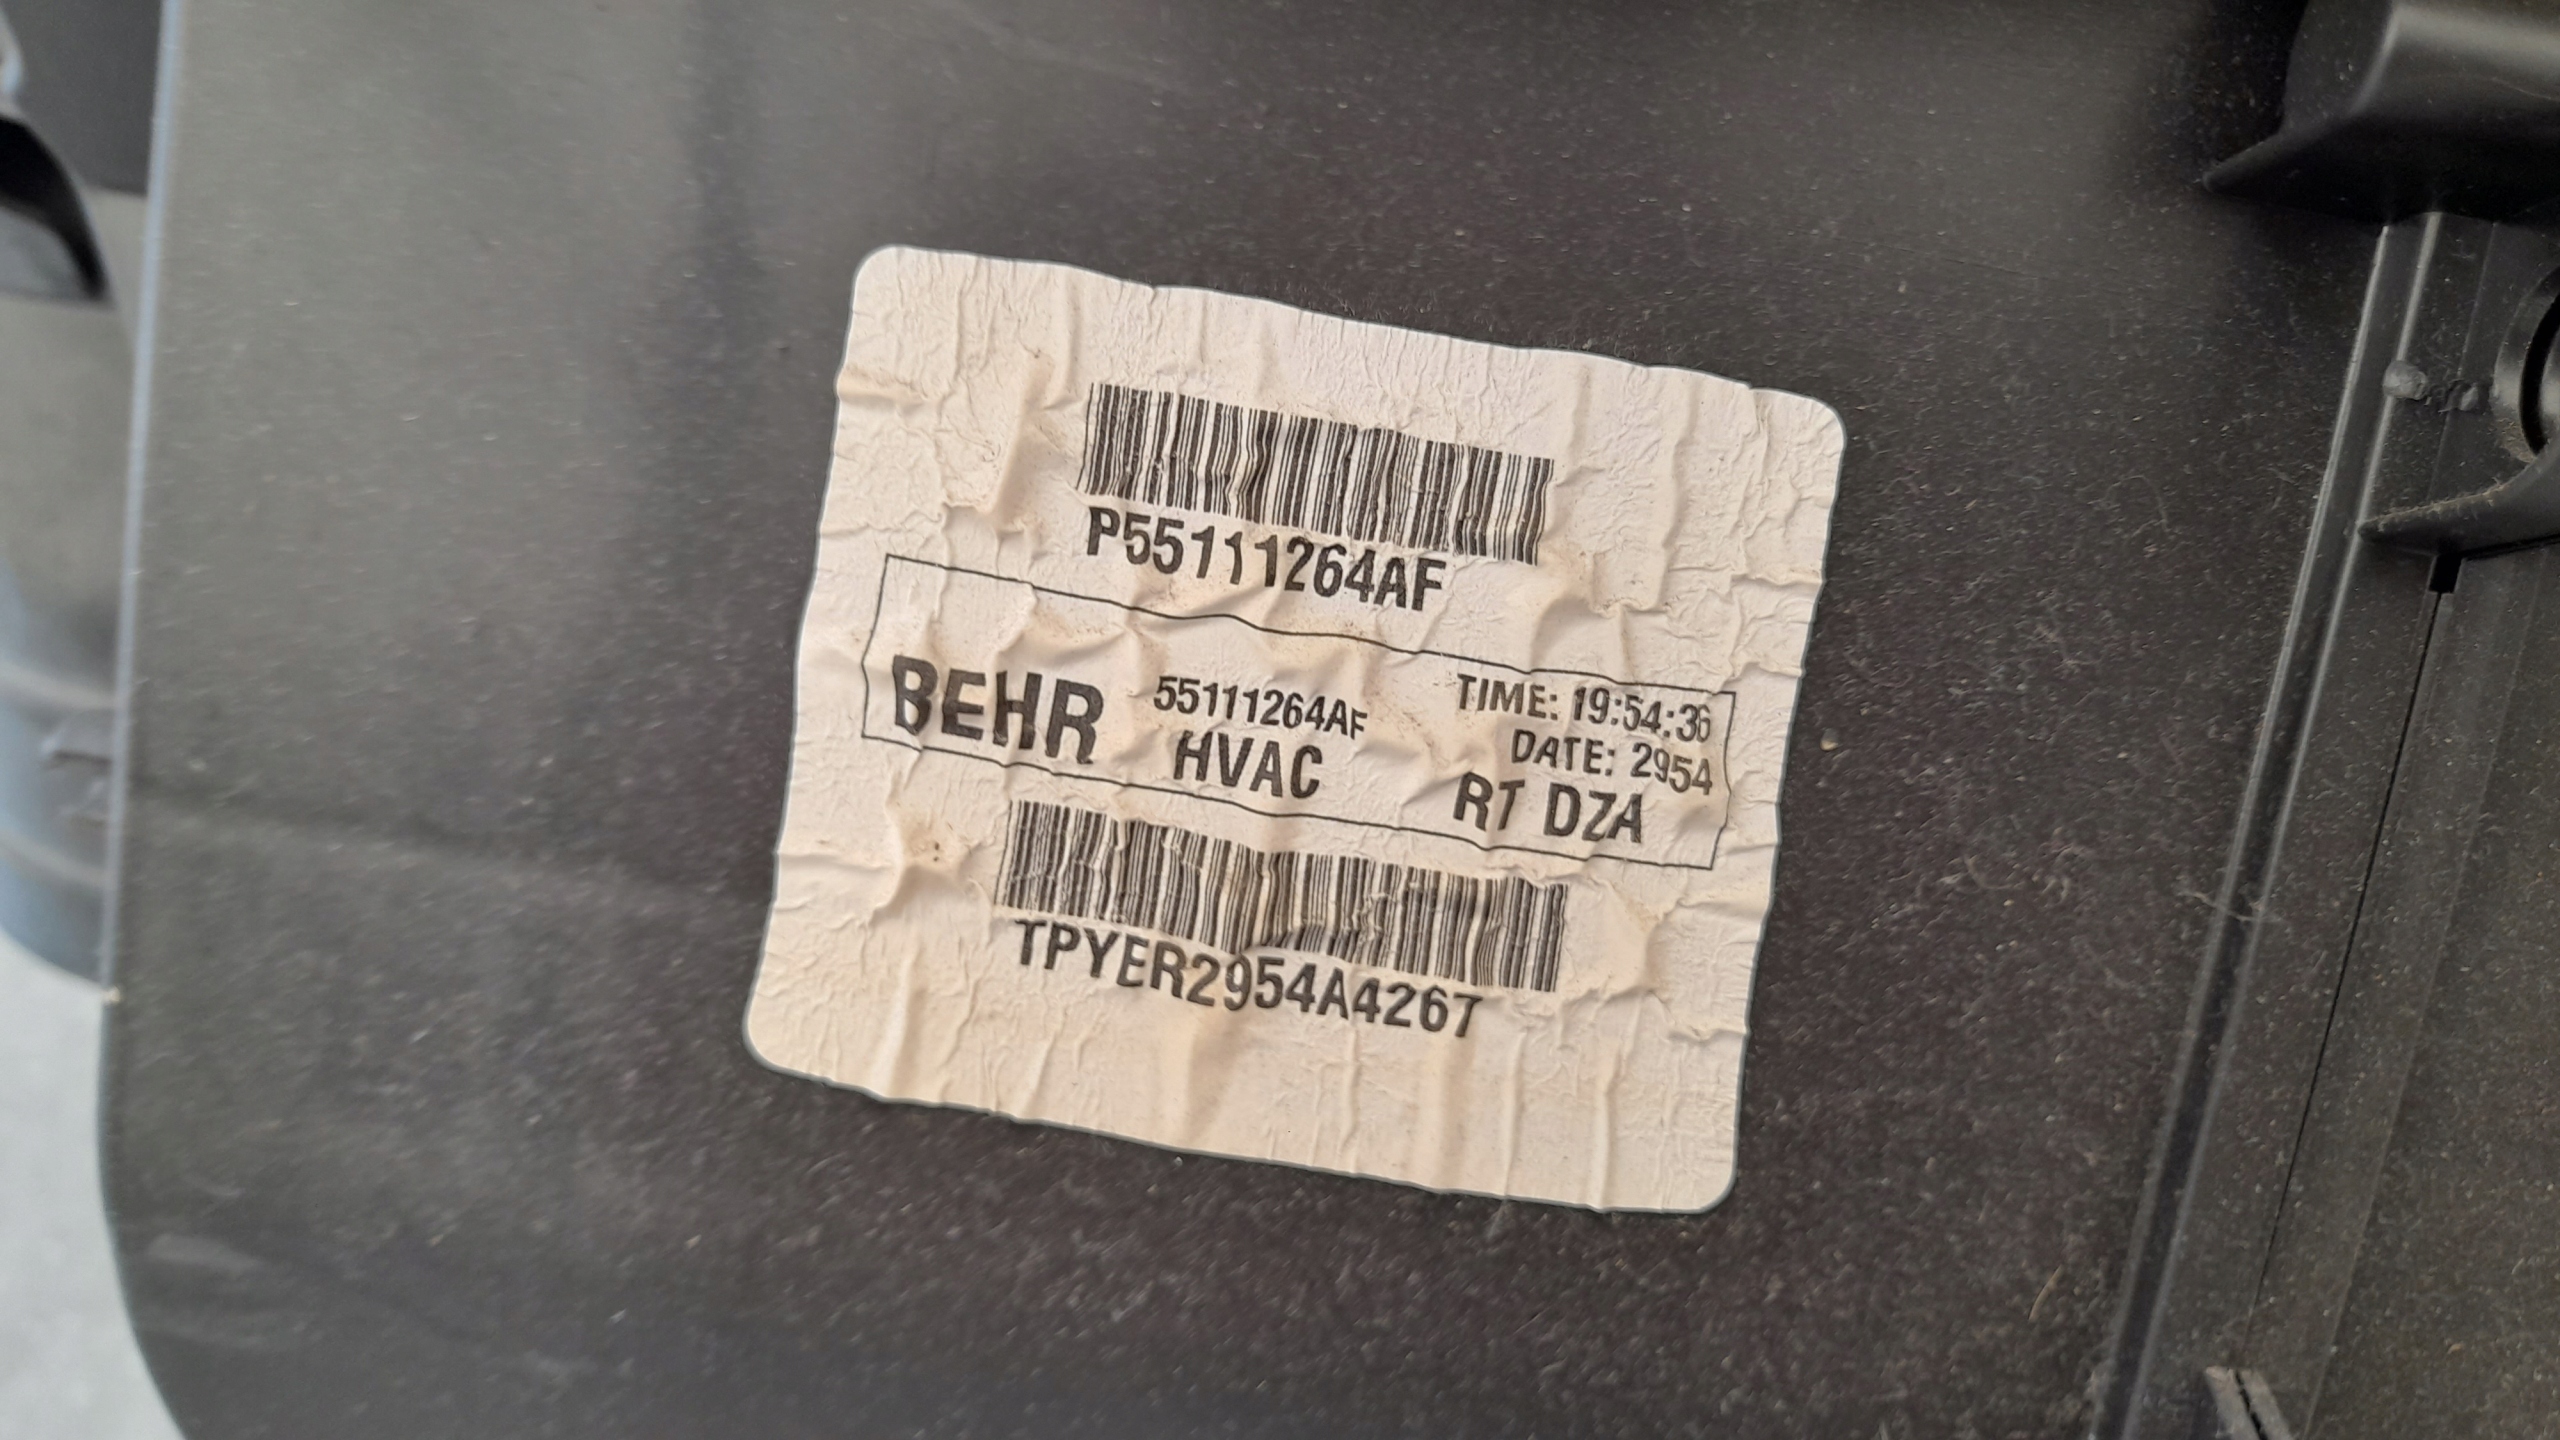 P55111264AF
BEHR
55111264AF
HVAC
TIME: 19:54:36
DATE: 2954
RT DZA
TPYER2954A4267